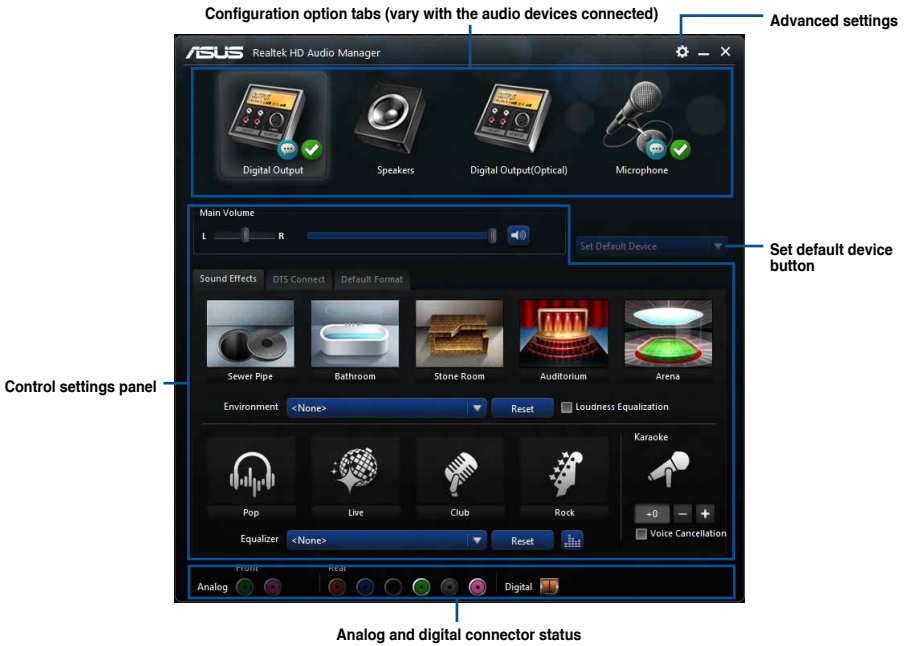 Configuration option tabs (vary with the audio devices connected)
Advanced settings
ASUS Realtek HD Audio Manager
OUTPUT
OUTPUT
Digital Output
Speakers
Digital Output(Optical)
Microphone
Main Volume
L
R
Set Default Device
Set default device
button
Sound Effects
DTS Connect
Default Format
Sewer Pipe
Bathroom
Stone Room
Auditorium
Arena
Control settings panel
Environment
<None>
Reset
Loudness Equalization
Karaoke
Pop
Live
Club
Rock
+0
Equalizer
<None>
Reset
Voice Cancellation
Front
Rear
Analog
Digital
Analog and digital connector status